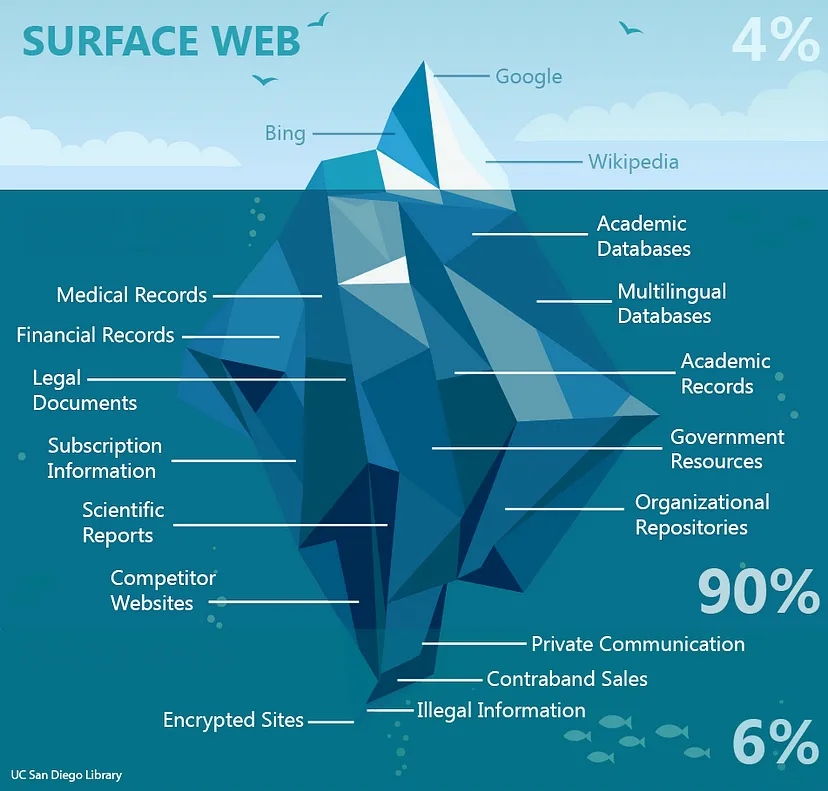 SURFACE WEB
4%
Google
Bing
Wikipedia
Academic
Databases
Medical Records
Multilingual
Databases
Financial Records
Legal
Documents
Academic
Records
Subscription
Information
Government
Resources
Scientific
Reports
Organizational
Repositories
Competitor
Websites
90%
Private Communication
Contraband Sales
Illegal Information
Encrypted Sites
6%
UC San Diego Library